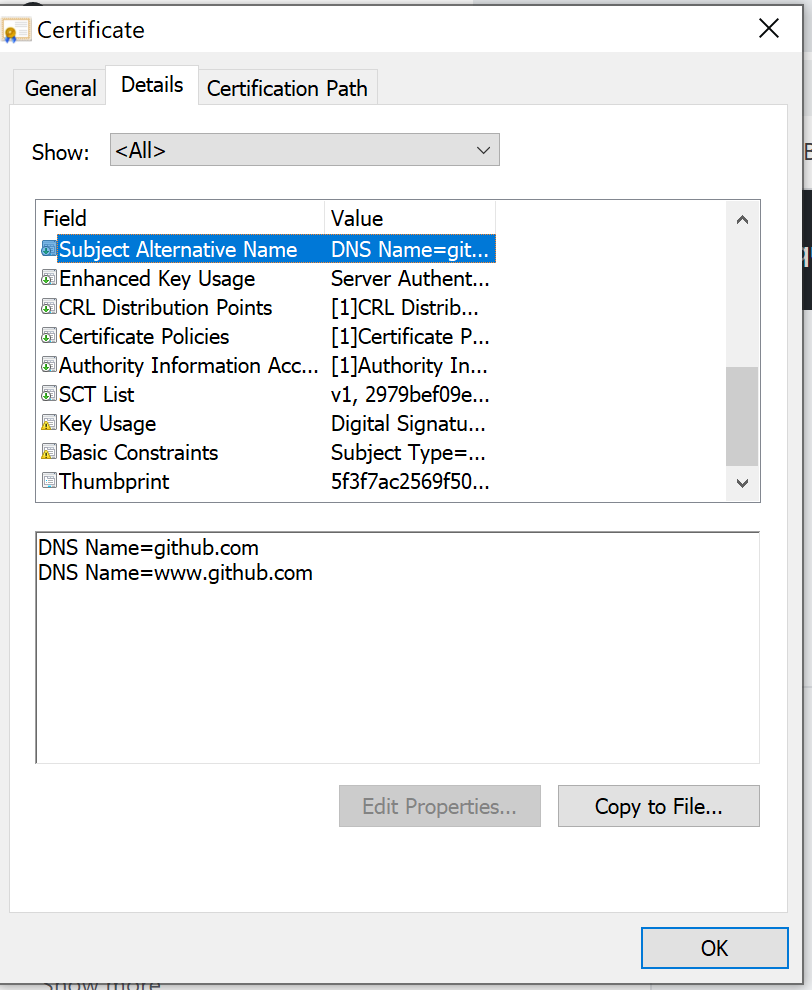 Certificate
General Details Certification Path
Show: <All>
Field Value
Subject Alternative Name DNS Name=git...
Enhanced Key Usage Server Authent...
CRL Distribution Points [1]CRL Distrib...
Certificate Policies [1]Certificate P...
Authority Information Acc... [1]Authority In...
SCT List v1, 2979bef09e...
Key Usage Digital Signatu...
Basic Constraints Subject Type=...
Thumbprint 5f3f7ac2569f50...
DNS Name=github.com
DNS Name=www.github.com
Edit Properties... Copy to File...
OK
Show more